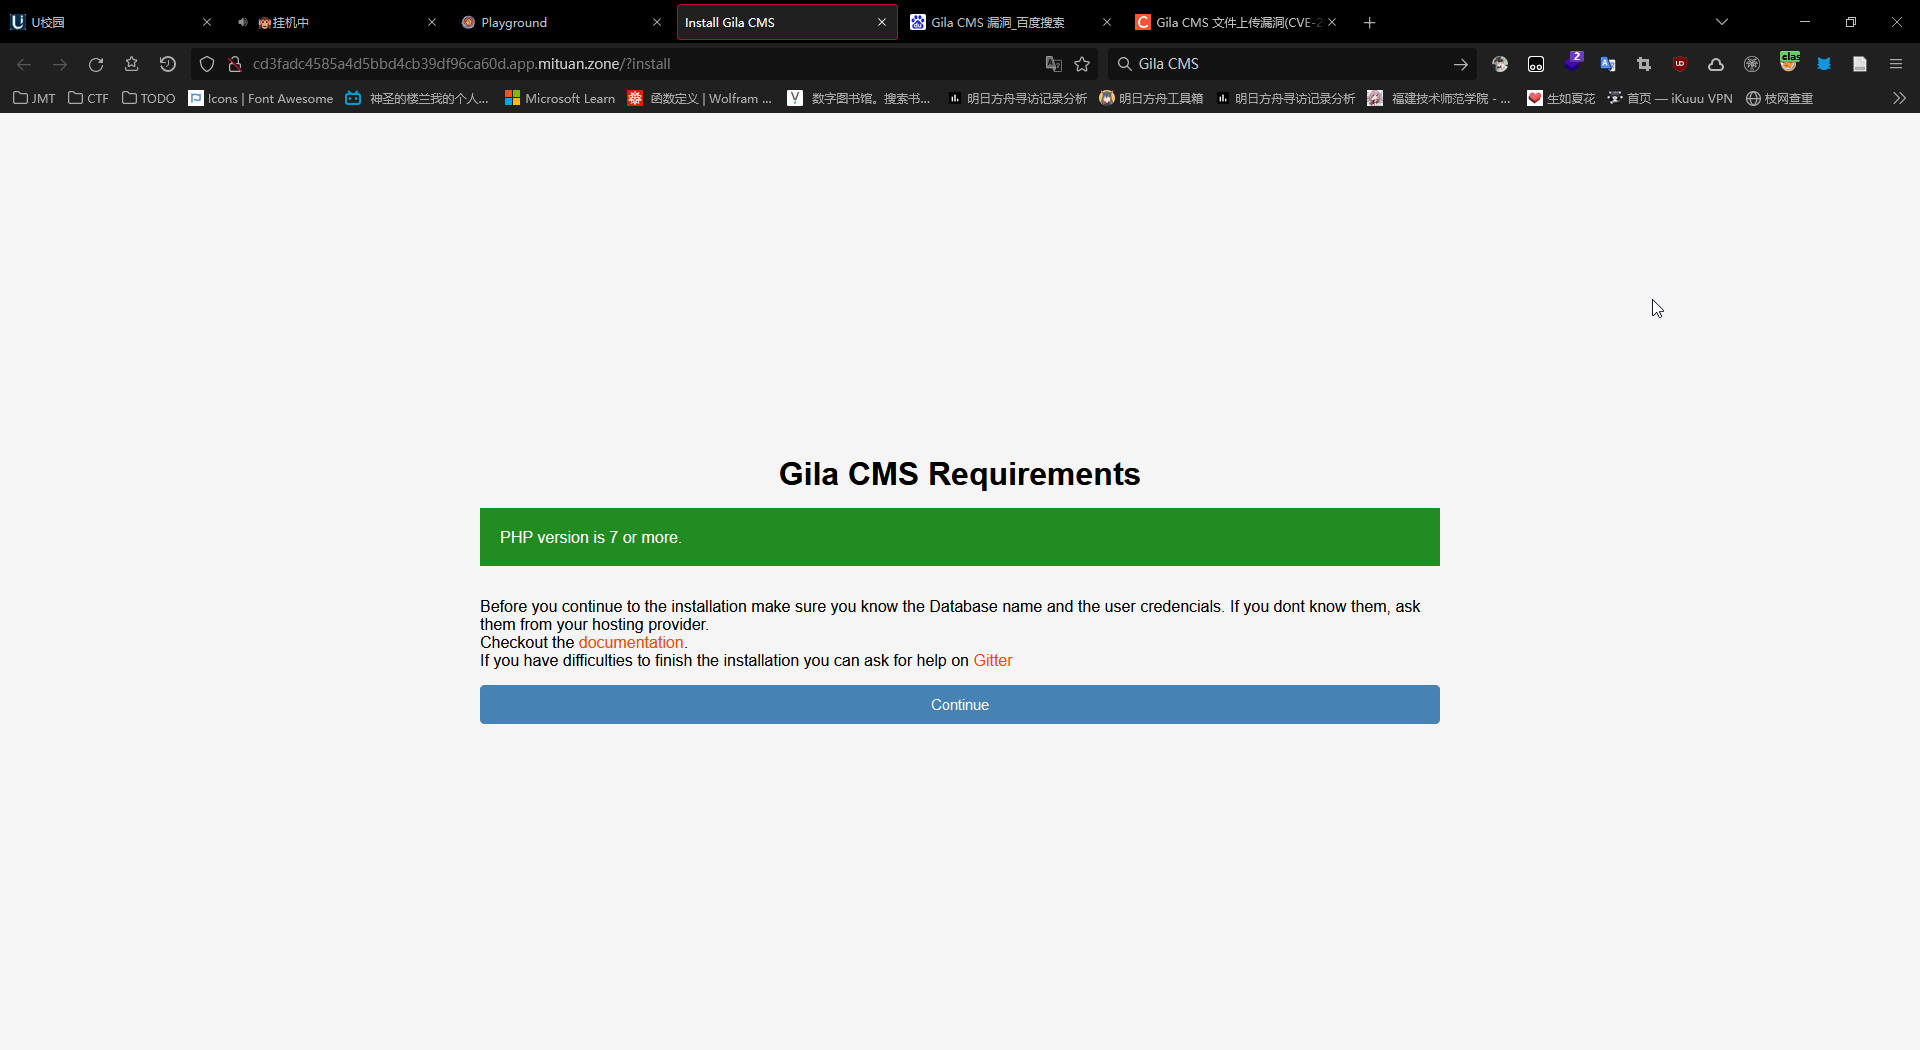 U校园
挂机中
Playground
Install Gila CMS
Gila CMS 漏洞_百度搜索
Gila CMS 文件上传漏洞(CVE-2
cd3fadc4585a4d5bbd4cb39df96ca60d.app.mituan.zone/?install
Gila CMS
2
JMT
CTF
TODO
Icons | Font Awesome
神圣的楼兰我的个人...
Microsoft Learn
函数定义 | Wolfram ...
数字图书馆。搜索书...
明日方舟寻访记录分析
明日方舟工具箱
明日方舟寻访记录分析
福建技术师范学院 - ...
生如夏花
首页 — iKuuu VPN
枝网查重
Gila CMS Requirements
PHP version is 7 or more.
Before you continue to the installation make sure you know the Database name and the user credencials. If you dont know them, ask
them from your hosting provider.
Checkout the documentation.
If you have difficulties to finish the installation you can ask for help on Gitter
Continue